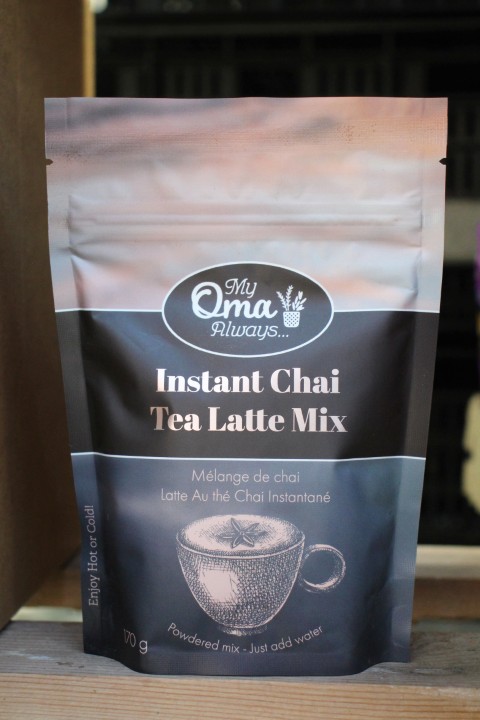 My
Oma
Always...
Instant Chai
Tea Latte Mix
Mélange de chai
Latte Au thé Chai Instantané
Enjoy Hot or Cold!
170 g
Powdered mix - Just add water